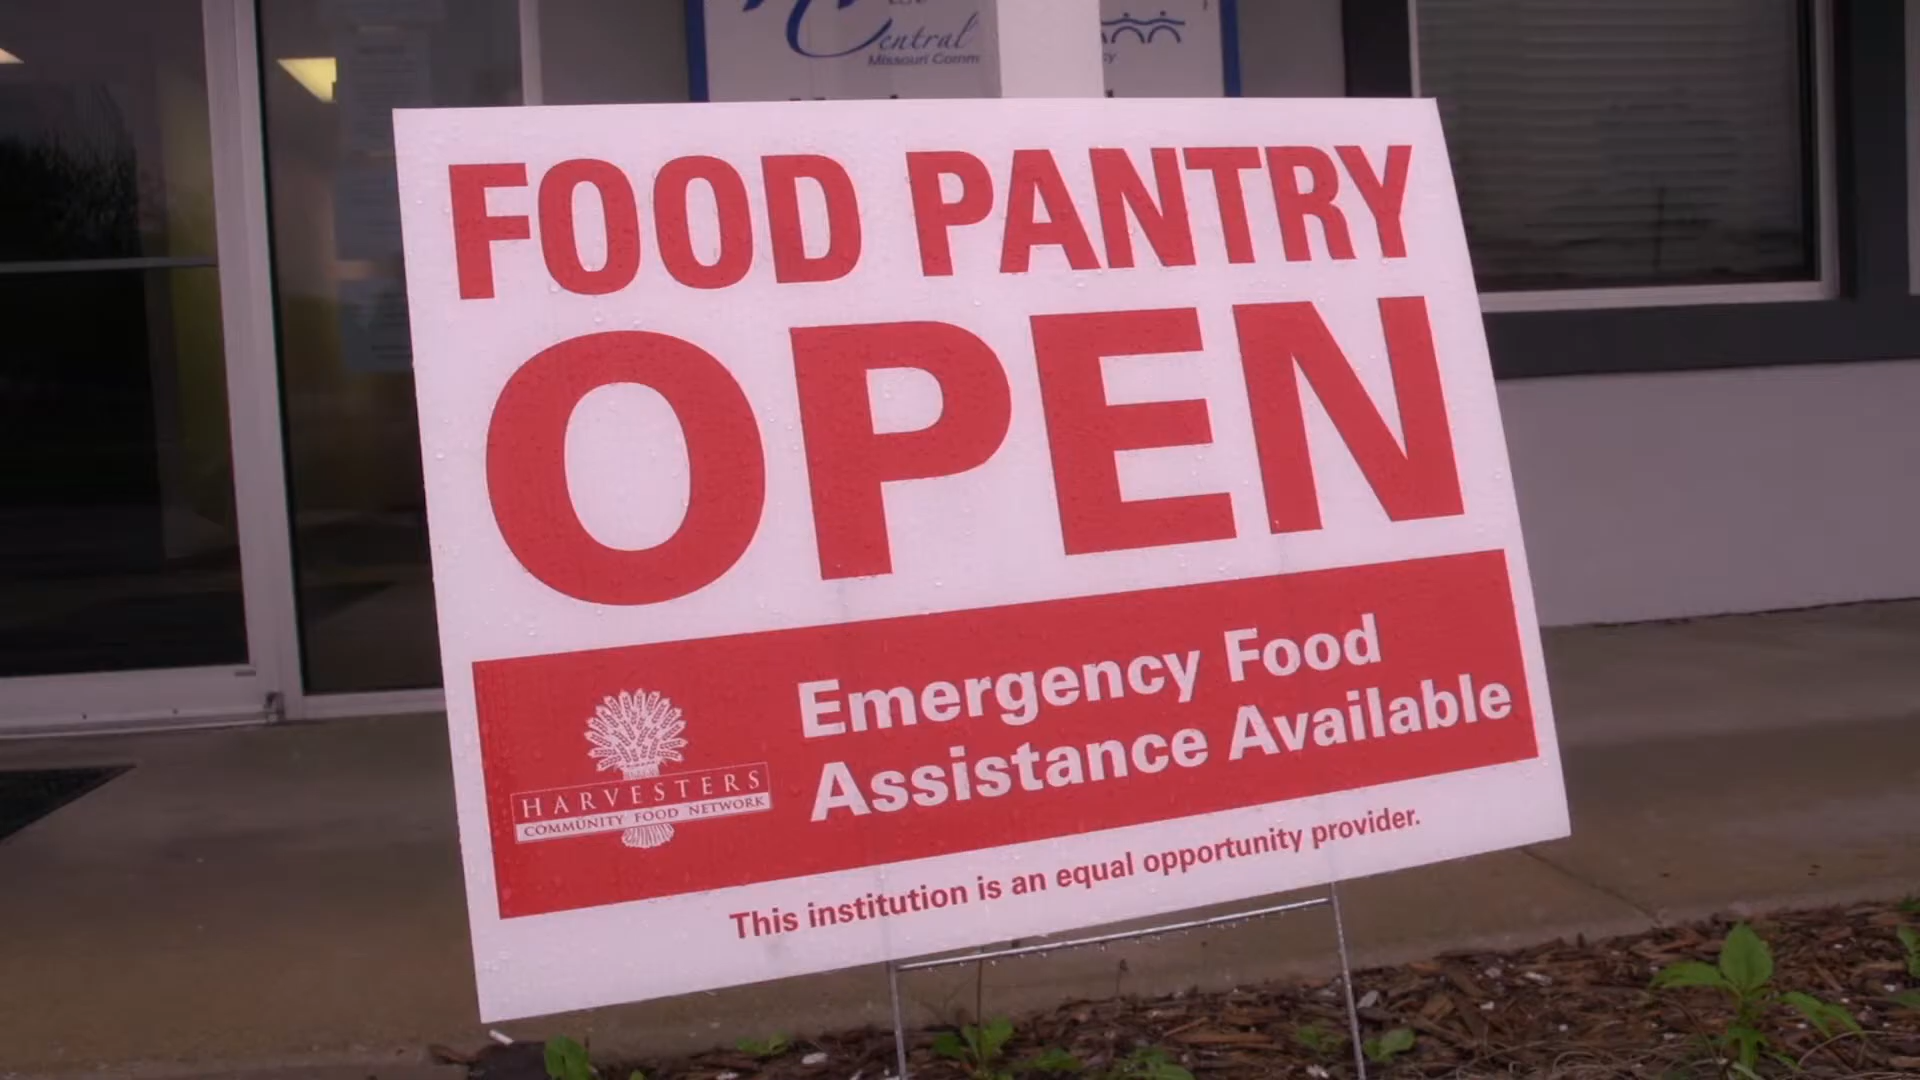 Central
Missouri Comm
FOOD PANTRY
OPEN
Emergency Food
Assistance Available
HARVESTERS
COMMUNITY FOOD NETWORK
This institution is an equal opportunity provider.